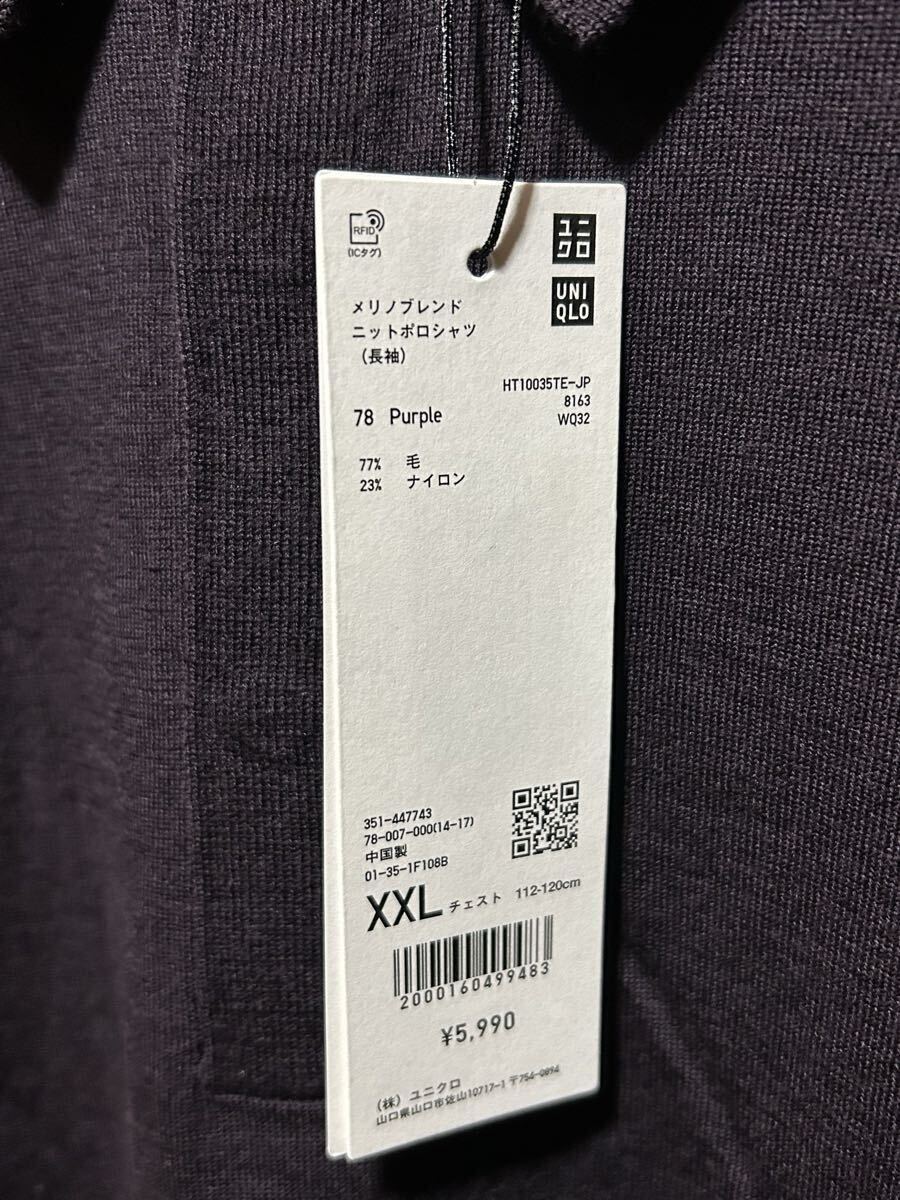 RFID
(ICタグ)
ユニ
クロ
UNI
QLO
メリノブレンド
ニットポロシャツ
（長袖）
HT10035TE-JP
8163
WQ32
78 Purple
77% 毛
23% ナイロン
351-447743
78-007-000(14-17)
中国製
01-35-1F108B
XXL チェスト 112-120cm
2000160499483
¥5,990
（株）ユニクロ
山口県山口市佐山10717-1 〒754-0894